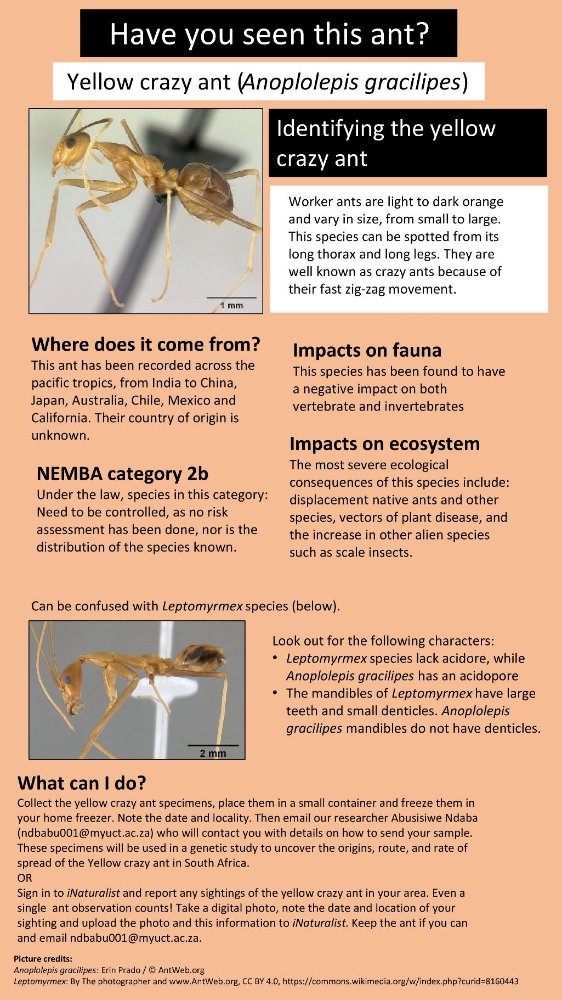 Have you seen this ant?
Yellow crazy ant (Anoplolepis gracilipes)
1 mm
Identifying the yellow
crazy ant
Worker ants are light to dark orange
and vary in size, from small to large.
This species can be spotted from its
long thorax and long legs. They are
well known as crazy ants because of
their fast zig-zag movement.
Where does it come from?
This ant has been recorded across the
pacific tropics, from India to China,
Japan, Australia, Chile, Mexico and
California. Their country of origin is
unknown.
NEMBA category 2b
Under the law, species in this category:
Need to be controlled, as no risk
assessment has been done, nor is the
distribution of the species known.
Impacts on fauna
This species has been found to have
a negative impact on both
vertebrate and invertebrates
Impacts on ecosystem
The most severe ecological
consequences of this species include:
displacement native ants and other
species, vectors of plant disease, and
the increase in other alien species
such as scale insects.
Can be confused with Leptomyrmex species (below).
2 mm
Look out for the following characters:
• Leptomyrmex species lack acidore, while
Anoplolepis gracilipes has an acidopore
• The mandibles of Leptomyrmex have large
teeth and small denticles. Anoplolepis
gracilipes mandibles do not have denticles.
What can I do?
Collect the yellow crazy ant specimens, place them in a small container and freeze them in
your home freezer. Note the date and locality. Then email our researcher Abusisiwe Ndaba
(ndbabu001@myuct.ac.za) who will contact you with details on how to send your sample.
These specimens will be used in a genetic study to uncover the origins, route, and rate of
spread of the Yellow crazy ant in South Africa.
OR
Sign in to iNaturalist and report any sightings of the yellow crazy ant in your area. Even a
single  ant observation counts! Take a digital photo, note the date and location of your
sighting and upload the photo and this information to iNaturalist. Keep the ant if you can
and email ndbabu001@myuct.ac.za.
Picture credits:
Anoplolepis gracilipes: Erin Prado / © AntWeb.org
Leptomyrmex: By The photographer and www.AntWeb.org, CC BY 4.0, https://commons.wikimedia.org/w/index.php?curid=8160443